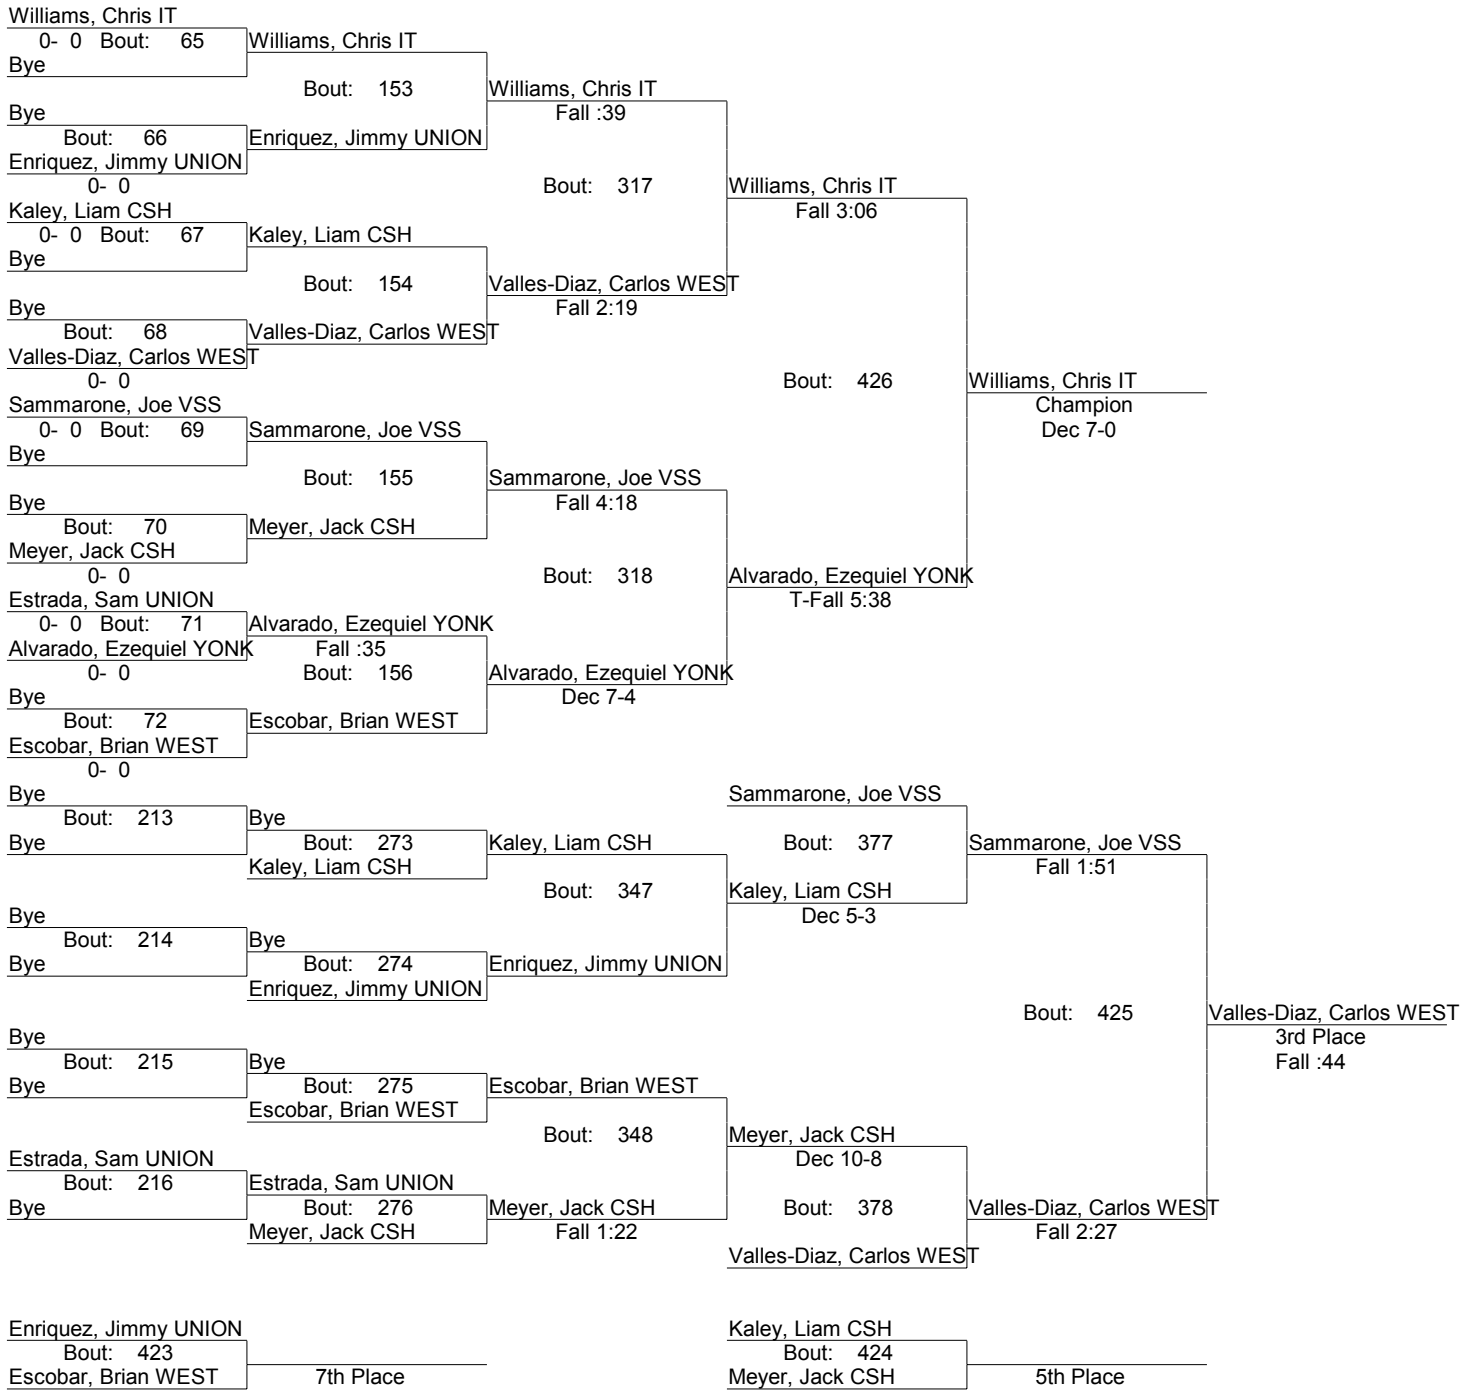 Williams, Chris IT
0- 0 Bout: 65 Williams, Chris IT
Bye
Bout: 153 Williams, Chris IT
Bye Fall :39
Bout: 66 Enriquez, Jimmy UNION
Enriquez, Jimmy UNION
0- 0 Bout: 317 Williams, Chris IT
Kaley, Liam CSH Fall 3:06
0- 0 Bout: 67 Kaley, Liam CSH
Bye
Bout: 154 Valles-Diaz, Carlos WEST
Bye Fall 2:19
Bout: 68 Valles-Diaz, Carlos WEST
Valles-Diaz, Carlos WEST
0- 0 Bout: 426 Williams, Chris IT
Sammarone, Joe VSS Champion
0- 0 Bout: 69 Sammarone, Joe VSS Dec 7-0
Bye
Bout: 155 Sammarone, Joe VSS
Bye Fall 4:18
Bout: 70 Meyer, Jack CSH
Meyer, Jack CSH
0- 0 Bout: 318 Alvarado, Ezequiel YONK
Estrada, Sam UNION T-Fall 5:38
0- 0 Bout: 71 Alvarado, Ezequiel YONK
Alvarado, Ezequiel YONK Fall :35
0- 0 Bout: 156 Alvarado, Ezequiel YONK
Bye Dec 7-4
Bout: 72 Escobar, Brian WEST
Escobar, Brian WEST
0- 0
Bye Sammarone, Joe VSS
Bout: 213 Bye
Bye Bout: 273 Kaley, Liam CSH Bout: 377 Sammarone, Joe VSS
Kaley, Liam CSH Fall 1:51
Bout: 347 Kaley, Liam CSH
Bye Dec 5-3
Bout: 214 Bye
Bye Bout: 274 Enriquez, Jimmy UNION
Enriquez, Jimmy UNION
Bout: 425 Valles-Diaz, Carlos WEST
Bye 3rd Place
Bout: 215 Bye Fall :44
Bye Bout: 275 Escobar, Brian WEST
Escobar, Brian WEST
Bout: 348 Meyer, Jack CSH
Estrada, Sam UNION Dec 10-8
Bout: 216 Estrada, Sam UNION
Bye Bout: 276 Meyer, Jack CSH Bout: 378 Valles-Diaz, Carlos WEST
Meyer, Jack CSH Fall 1:22 Fall 2:27
Valles-Diaz, Carlos WEST
Enriquez, Jimmy UNION Kaley, Liam CSH
Bout: 423 Bout: 424
Escobar, Brian WEST 7th Place Meyer, Jack CSH 5th Place